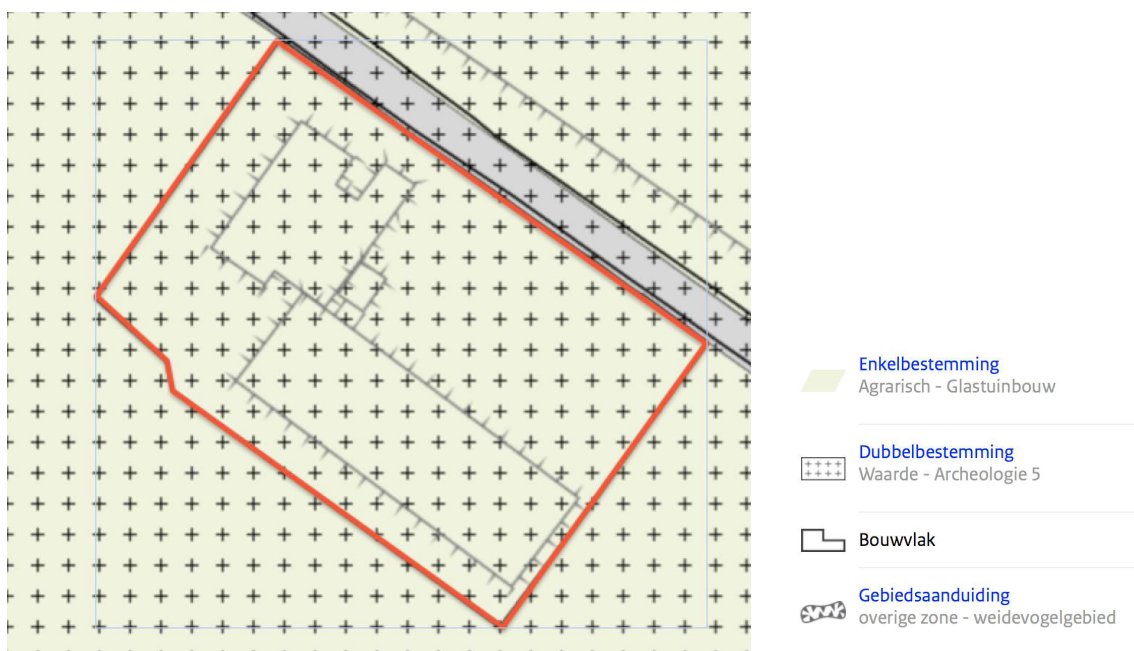 Enkelbestemming
Agrarisch - Glastuinbouw
Dubbelbestemming
Waarde - Archeologie 5
Bouwvlak
Gebiedsaanduiding
overige zone - weidevogelgebied